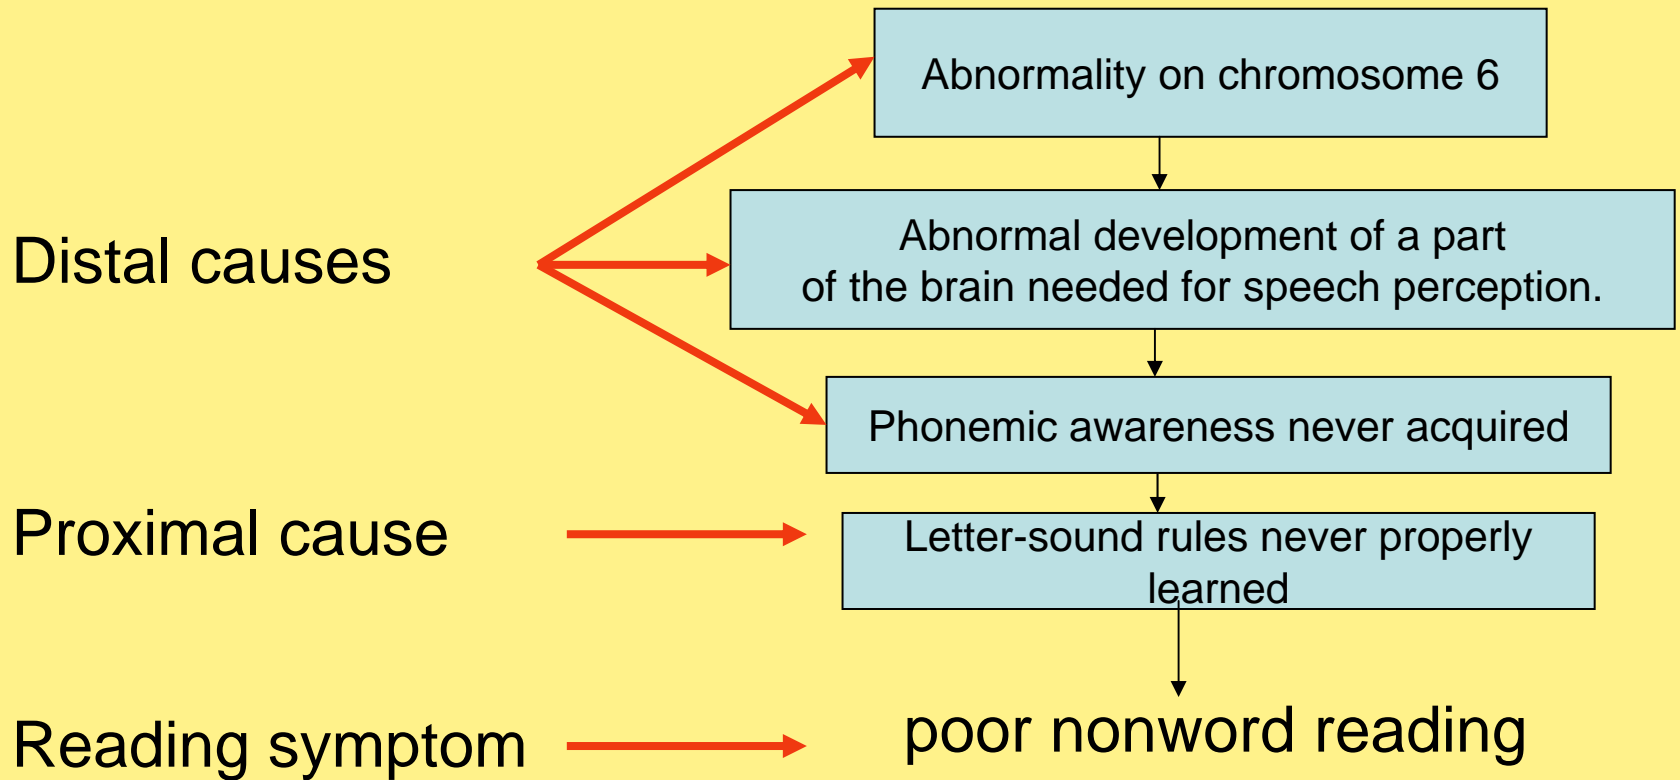 Abnormality on chromosome 6
Distal causes
Abnormal development of a part
of the brain needed for speech perception.
Phonemic awareness never acquired
Proximal cause
Letter-sound rules never properly
learned
Reading symptom
poor nonword reading